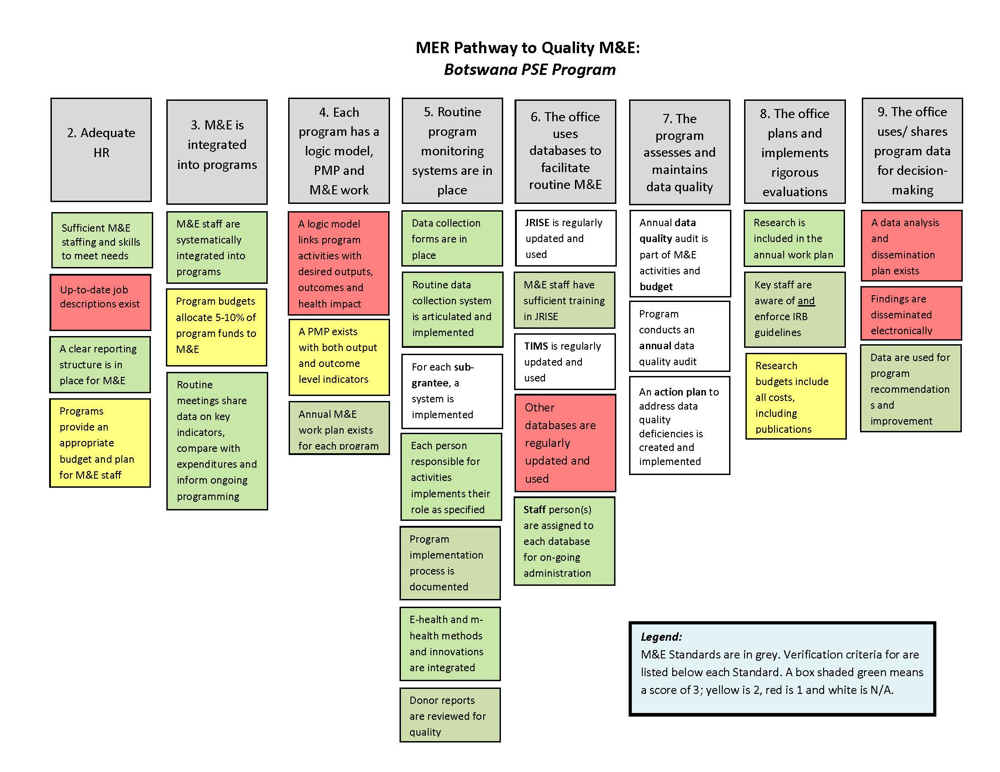 MER Pathway to Quality M&E:
Botswana PSE Program
2. Adequate
HR
Sufficient M&E
staffing and skills
to meet needs
Up-to-date job
descriptions exist
A clear reporting
structure is in
place for M&E
Programs
provide an
appropriate
budget and plan
for M&E staff
3. M&E is
integrated
into programs
M&E staff are
systematically
integrated into
programs
Program budgets
allocate 5-10% of
program funds to
M&E
Routine
meetings share
data on key
indicators,
compare with
expenditures and
inform ongoing
programming
4. Each
program has a
logic model,
PMP and
M&E work
A logic model
links program
activities with
desired outputs,
outcomes and
health impact
A PMP exists
with both output
and outcome
level indicators
Annual M&E
work plan exists
for each program
5. Routine
program
monitoring
systems are in
place
Data collection
forms are in
place
Routine data
collection system
is articulated and
implemented
For each sub-
grantee, a
system is
implemented
Each person
responsible for
activities
implements their
role as specified
Program
implementation
process is
documented
E-health and m-
health methods
and innovations
are integrated
Donor reports
are reviewed for
quality
6. The office
uses
databases to
facilitate
routine M&E
JRISE is regularly
updated and
used
M&E staff have
sufficient training
in JRISE
TIMS is regularly
updated and
used
Other
databases are
regularly
updated and
used
Staff person(s)
are assigned to
each database
for on-going
administration
7. The
program
assesses and
maintains
data quality
Annual data
quality audit is
part of M&E
activities and
budget
Program
conducts an
annual data
quality audit
An action plan to
address data
quality
deficiencies is
created and
implemented
8. The office
plans and
implements
rigorous
evaluations
Research is
included in the
annual work plan
Key staff are
aware of and
enforce IRB
guidelines
Research
budgets include
all costs,
including
publications
9. The office
uses/ shares
program data
for decision-
making
A data analysis
and
dissemination
plan exists
Findings are
disseminated
electronically
Data are used for
program
recommendation
s and
improvement
Legend:
M&E Standards are in grey. Verification criteria for are
listed below each Standard. A box shaded green means
a score of 3; yellow is 2, red is 1 and white is N/A.